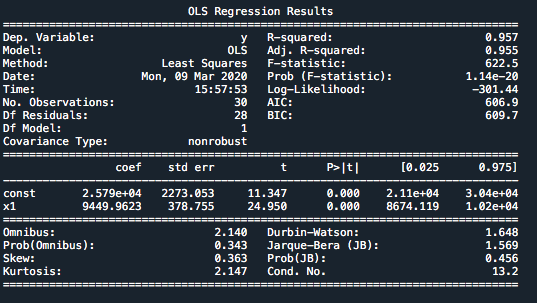 OLS Regression Results
==============================================================================
Dep. Variable:                      y   R-squared:                       0.957
Model:                            OLS   Adj. R-squared:                  0.955
Method:                 Least Squares   F-statistic:                     622.5
Date:                Mon, 09 Mar 2020   Prob (F-statistic):           1.14e-20
Time:                        15:57:53   Log-Likelihood:                -301.44
No. Observations:                  30   AIC:                             606.9
Df Residuals:                      28   BIC:                             609.7
Df Model:                           1
Covariance Type:            nonrobust
==============================================================================
coef    std err          t      P>|t|      [0.025      0.975]
------------------------------------------------------------------------------
const       2.579e+04   2273.053     11.347      0.000    2.11e+04    3.04e+04
x1          9449.9623    378.755     24.950      0.000    8674.119    1.02e+04
==============================================================================
Omnibus:                        2.140   Durbin-Watson:                   1.648
Prob(Omnibus):                  0.343   Jarque-Bera (JB):                1.569
Skew:                           0.363   Prob(JB):                        0.456
Kurtosis:                       2.147   Cond. No.                         13.2
==============================================================================